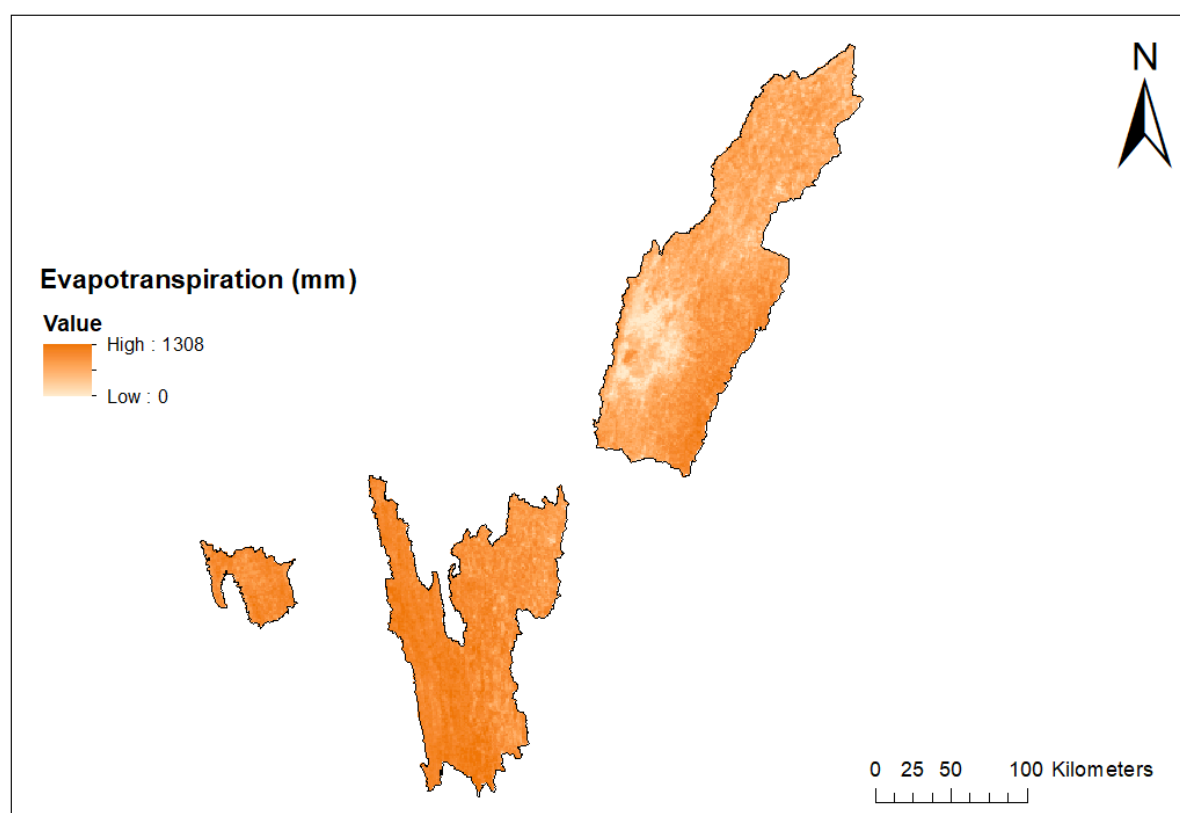 N
Evapotranspiration (mm)
Value
High : 1308
Low : 0
0 25 50 100 Kilometers